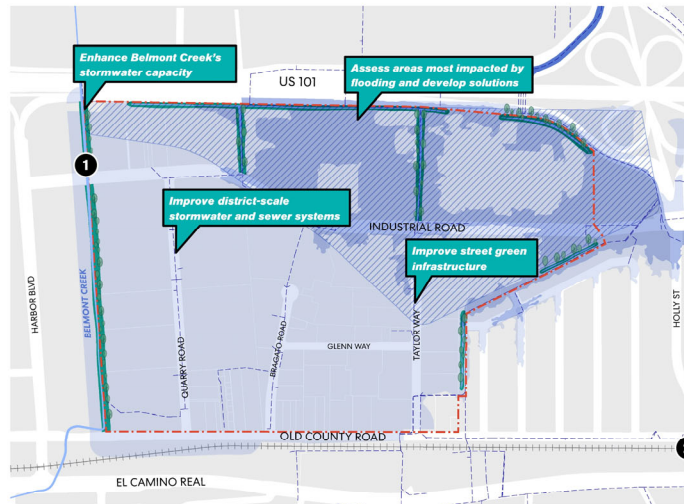 Enhance Belmont Creek's
stormwater capacity
US 101
Assess areas most impacted by
flooding and develop solutions
1
Improve district-scale
stormwater and sewer systems
INDUSTRIAL ROAD
Improve street green
infrastructure
HARBOR BLVD
BELMONT CREEK
QUARRY ROAD
BRAGATO ROAD
GLENN WAY
TAYLOR WAY
HOLLY ST
OLD COUNTY ROAD
EL CAMINO REAL